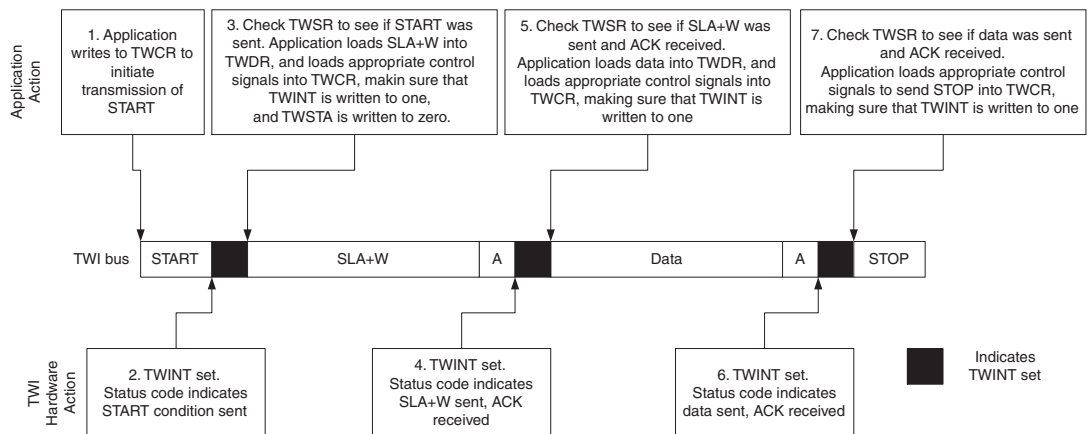 Application
Action
1. Application
writes to TWCR to
initiate
transmission of
START
3. Check TWSR to see if START was
sent. Application loads SLA+W into
TWDR, and loads appropriate control
signals into TWCR, makin sure that
TWINT is written to one,
and TWSTA is written to zero.
5. Check TWSR to see if SLA+W was
sent and ACK received.
Application loads data into TWDR, and
loads appropriate control signals into
TWCR, making sure that TWINT is
written to one
7. Check TWSR to see if data was sent
and ACK received.
Application loads appropriate control
signals to send STOP into TWCR,
making sure that TWINT is written to one
TWI bus
START
SLA+W
A
Data
A
STOP
TWI
Hardware
Action
2. TWINT set.
Status code indicates
START condition sent
4. TWINT set.
Status code indicates
SLA+W sent, ACK
received
6. TWINT set.
Status code indicates
data sent, ACK received
Indicates
TWINT set